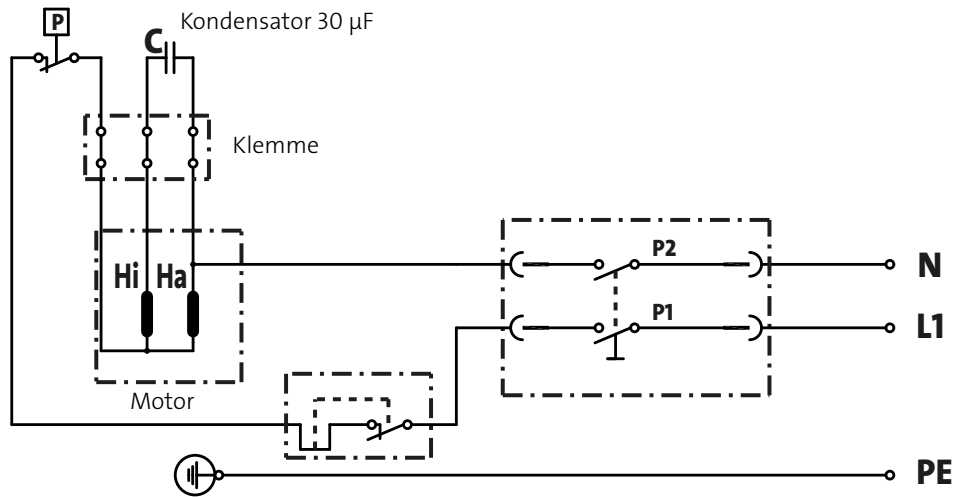 P
Kondensator 30 µF
C
Klemme
P2
N
Hi Ha
P1
L1
Motor
PE